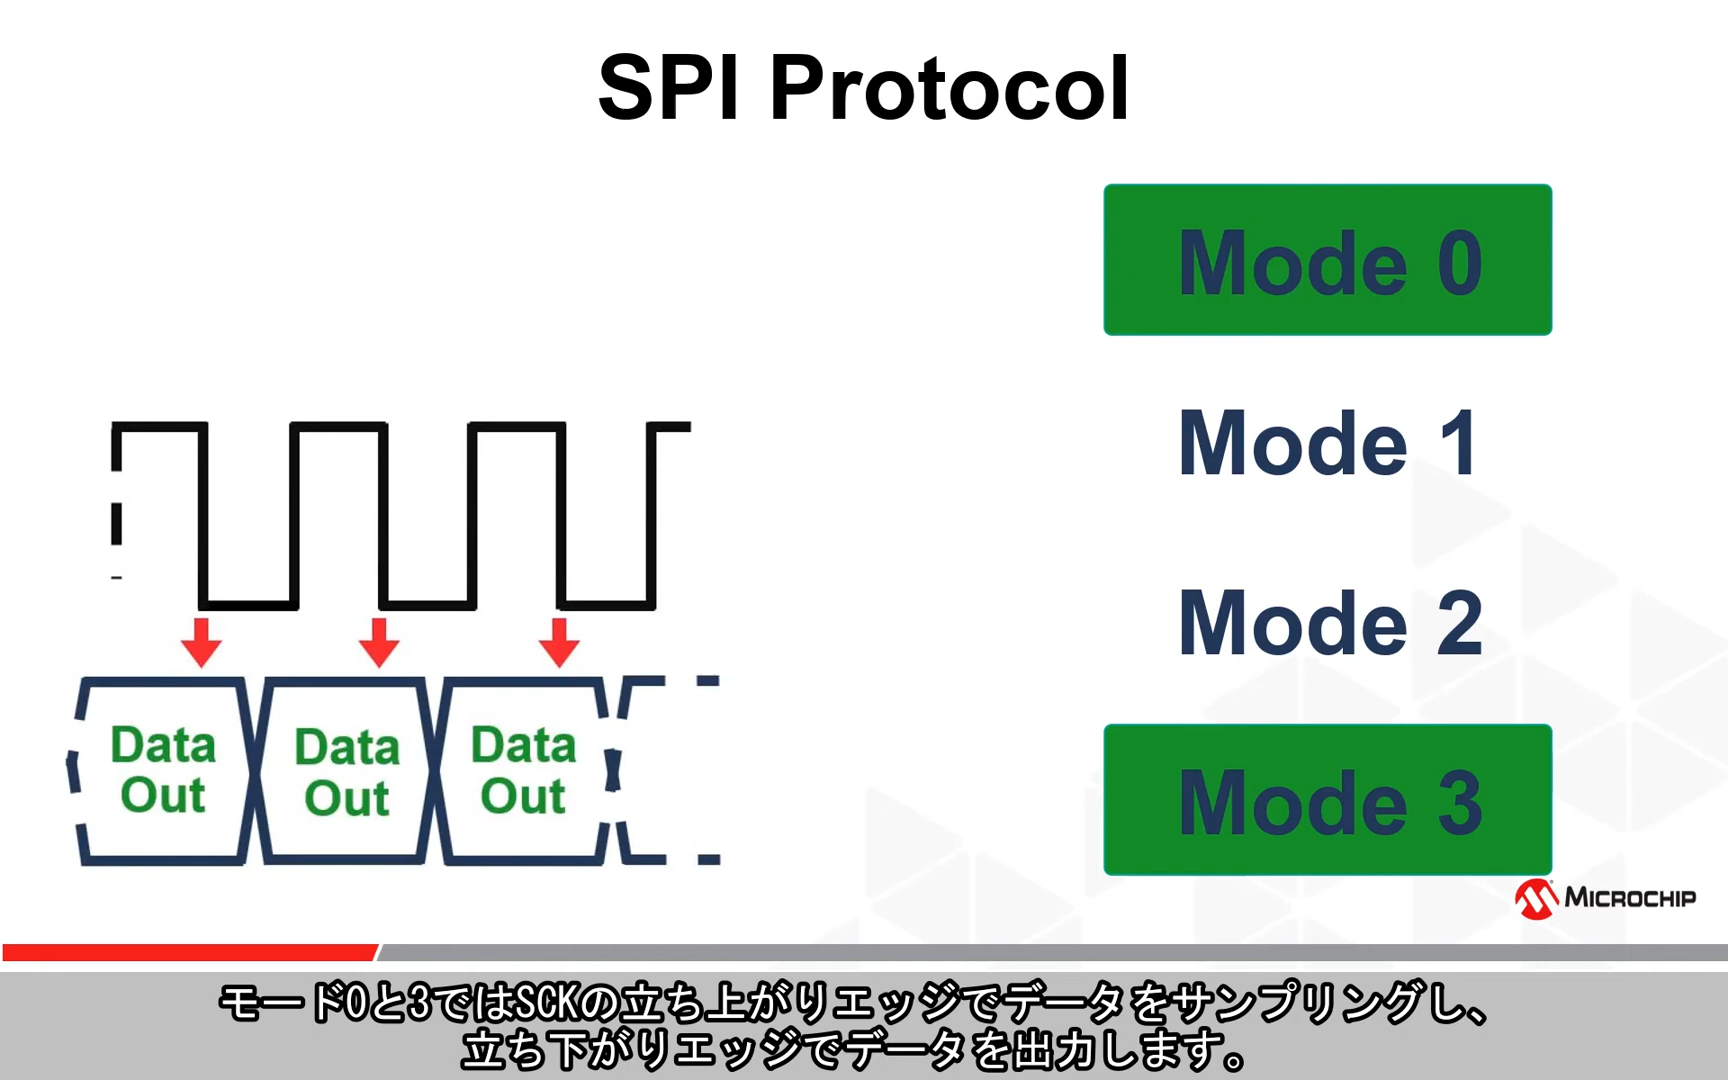 SPI Protocol
Mode 0
Mode 1
Mode 2
Mode 3
Data Out
Data Out
Data Out
MICROCHIP
モード0と3ではSCKの立ち上がりエッジでデータをサンプリングし、
立ち下がりエッジでデータを出力します。